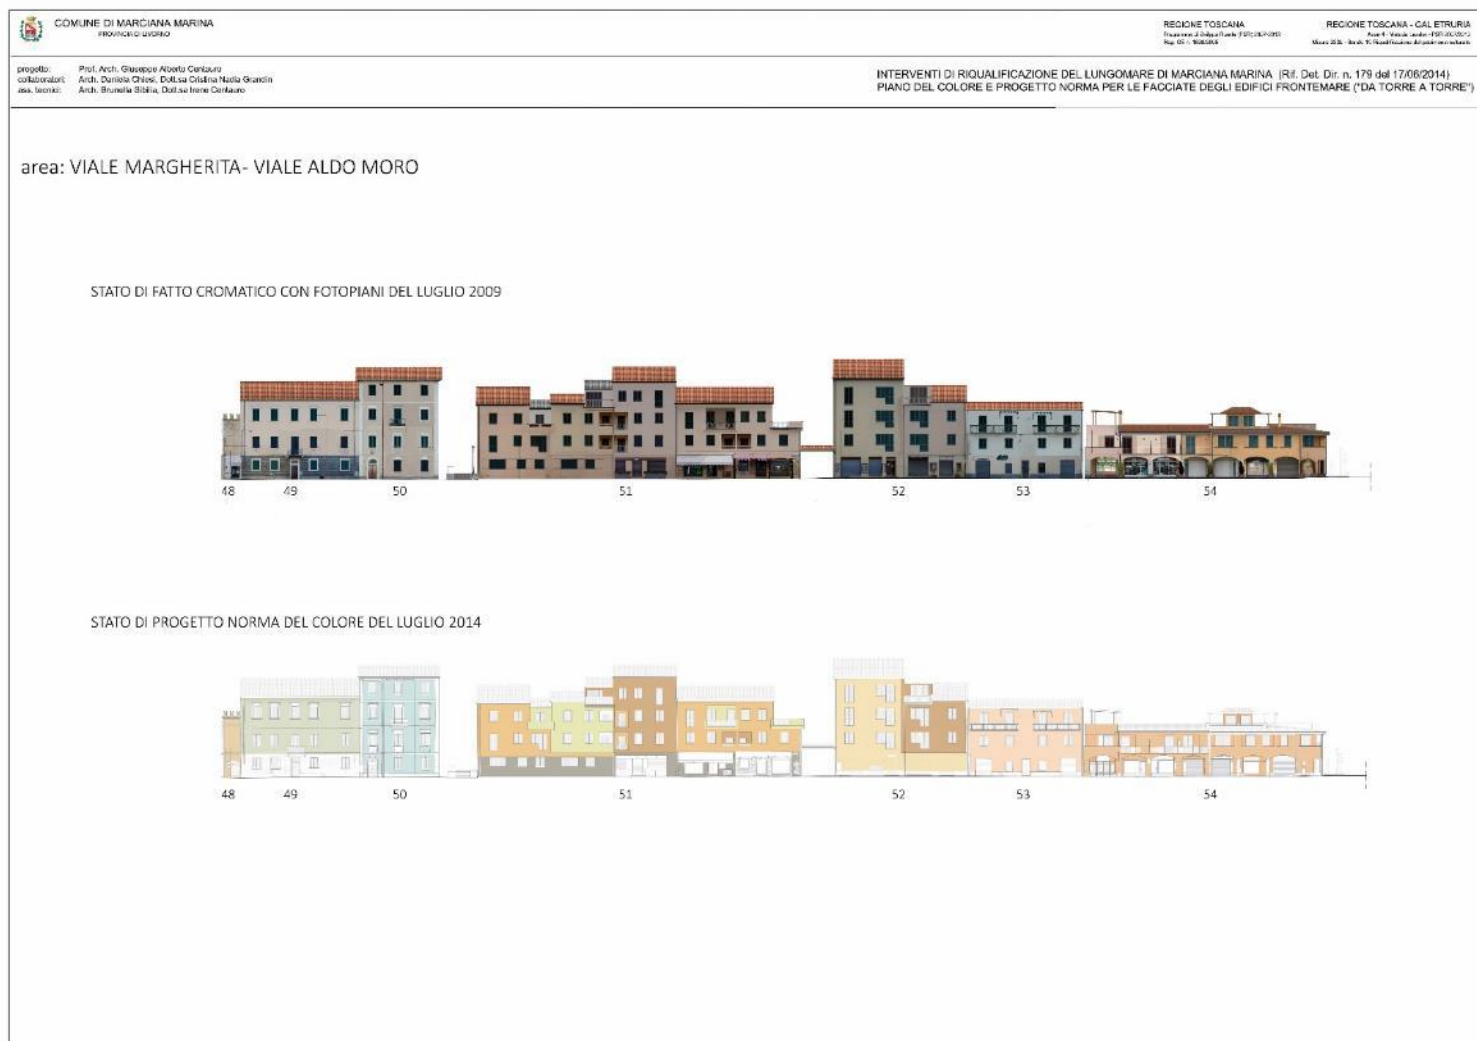 COMUNE DI MARCIANA MARINA
PROVINCIA DI LIVORNO
REGIONE TOSCANA
REGIONE TOSCANA - GAL ETRURIA
progetto: Prof. Arch. Giuseppe Alberto Centauro
collaboratori: Arch. Daniela Chiesi, Dott.sa Cristina Nadia Grandin
ass. tecnici: Arch. Brunella Sibilia, Dott.sa Irene Centauro
INTERVENTI DI RIQUALIFICAZIONE DEL LUNGOMARE DI MARCIANA MARINA (Rif. Det. Dir. n. 179 del 17/06/2014)
PIANO DEL COLORE E PROGETTO NORMA PER LE FACCIATE DEGLI EDIFICI FRONTEMARE ("DA TORRE A TORRE")
area: VIALE MARGHERITA- VIALE ALDO MORO
STATO DI FATTO CROMATICO CON FOTOPIANI DEL LUGLIO 2009
48 49 50 51 52 53 54
STATO DI PROGETTO NORMA DEL COLORE DEL LUGLIO 2014
48 49 50 51 52 53 54